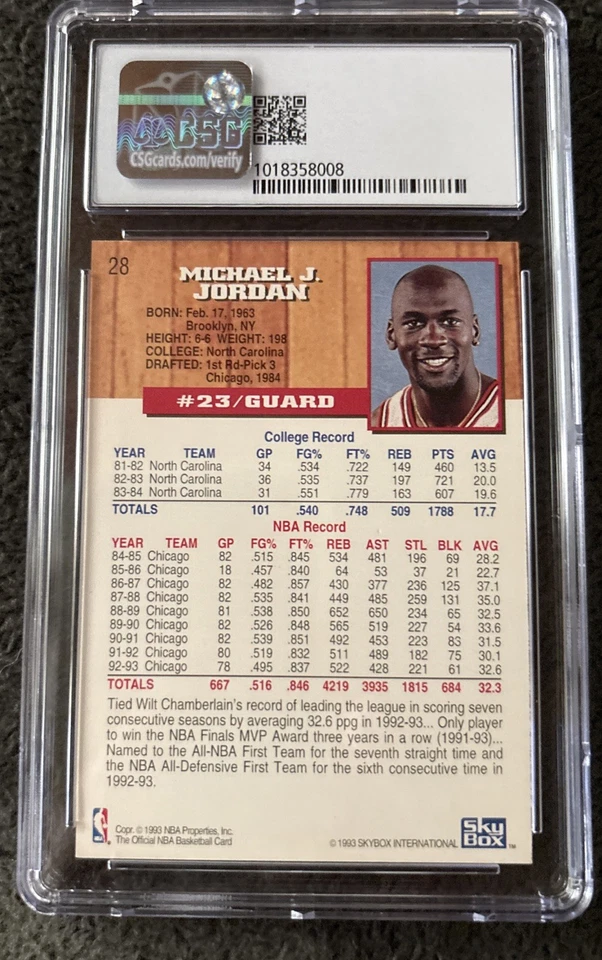 CSG
CSGcards.com/verify
1018358008
28
MICHAEL J.
JORDAN
BORN: Feb. 17, 1963
Brooklyn, NY
HEIGHT: 6-6 WEIGHT: 198
COLLEGE: North Carolina
DRAFTED: 1st Rd-Pick 3
Chicago, 1984
#23/GUARD
College Record
YEAR TEAM GP FG% FT% REB PTS AVG
81-82 North Carolina 34 .534 .722 149 460 13.5
82-83 North Carolina 36 .535 .737 197 721 20.0
83-84 North Carolina 31 .551 .779 163 607 19.6
TOTALS 101 .540 .748 509 1788 17.7
NBA Record
YEAR TEAM GP FG% FT% REB AST STL BLK AVG
84-85 Chicago 82 .515 .845 534 481 196 69 28.2
85-86 Chicago 18 .457 .840 64 53 37 21 22.7
86-87 Chicago 82 .482 .857 430 377 236 125 37.1
87-88 Chicago 82 .535 .841 449 485 259 131 35.0
88-89 Chicago 81 .538 .850 652 650 234 65 32.5
89-90 Chicago 82 .526 .848 565 519 227 54 33.6
90-91 Chicago 82 .539 .851 492 453 223 83 31.5
91-92 Chicago 80 .519 .832 511 489 182 75 30.1
92-93 Chicago 78 .495 .837 522 428 221 61 32.6
TOTALS 667 .516 .846 4219 3935 1815 684 32.3
Tied Wilt Chamberlain's record of leading the league in scoring seven
consecutive seasons by averaging 32.6 ppg in 1992-93... Only player
to win the NBA Finals MVP Award three years in a row (1991-93)...
Named to the All-NBA First Team for the seventh straight time and
the NBA All-Defensive First Team for the sixth consecutive time in
1992-93.
Copr. © 1993 NBA Properties, Inc.
The Official NBA Basketball Card
© 1993 SKYBOX INTERNATIONAL
Sky
Box
TM